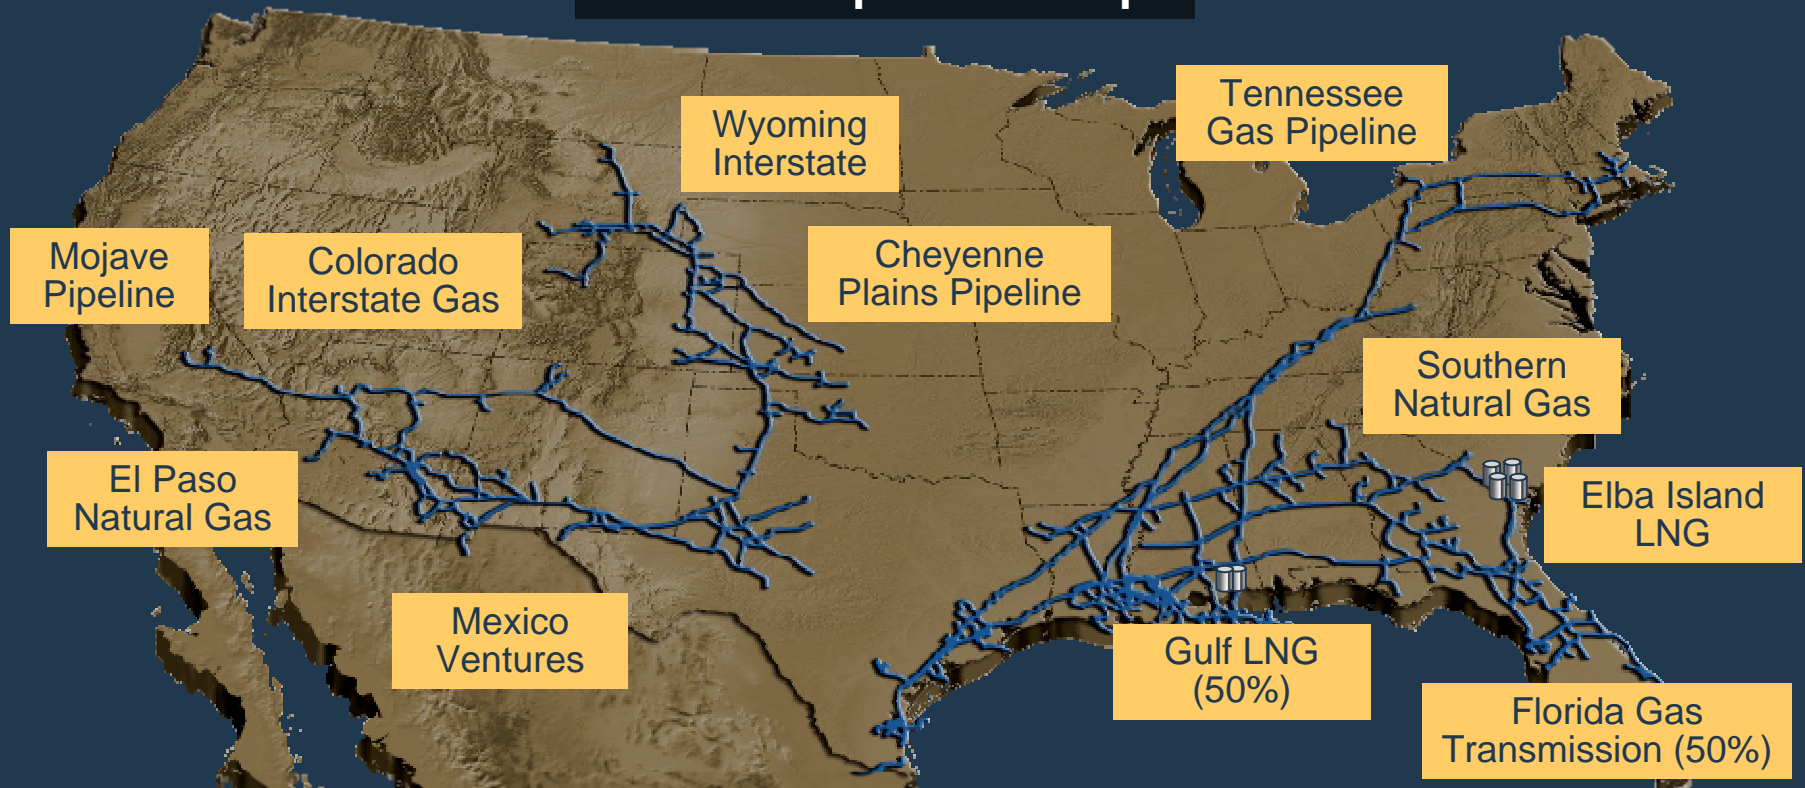 Wyoming
Interstate
Tennessee
Gas Pipeline
Mojave
Pipeline
Colorado
Interstate Gas
Cheyenne
Plains Pipeline
Southern
Natural Gas
El Paso
Natural Gas
Elba Island
LNG
Mexico
Ventures
Gulf LNG
(50%)
Florida Gas
Transmission (50%)